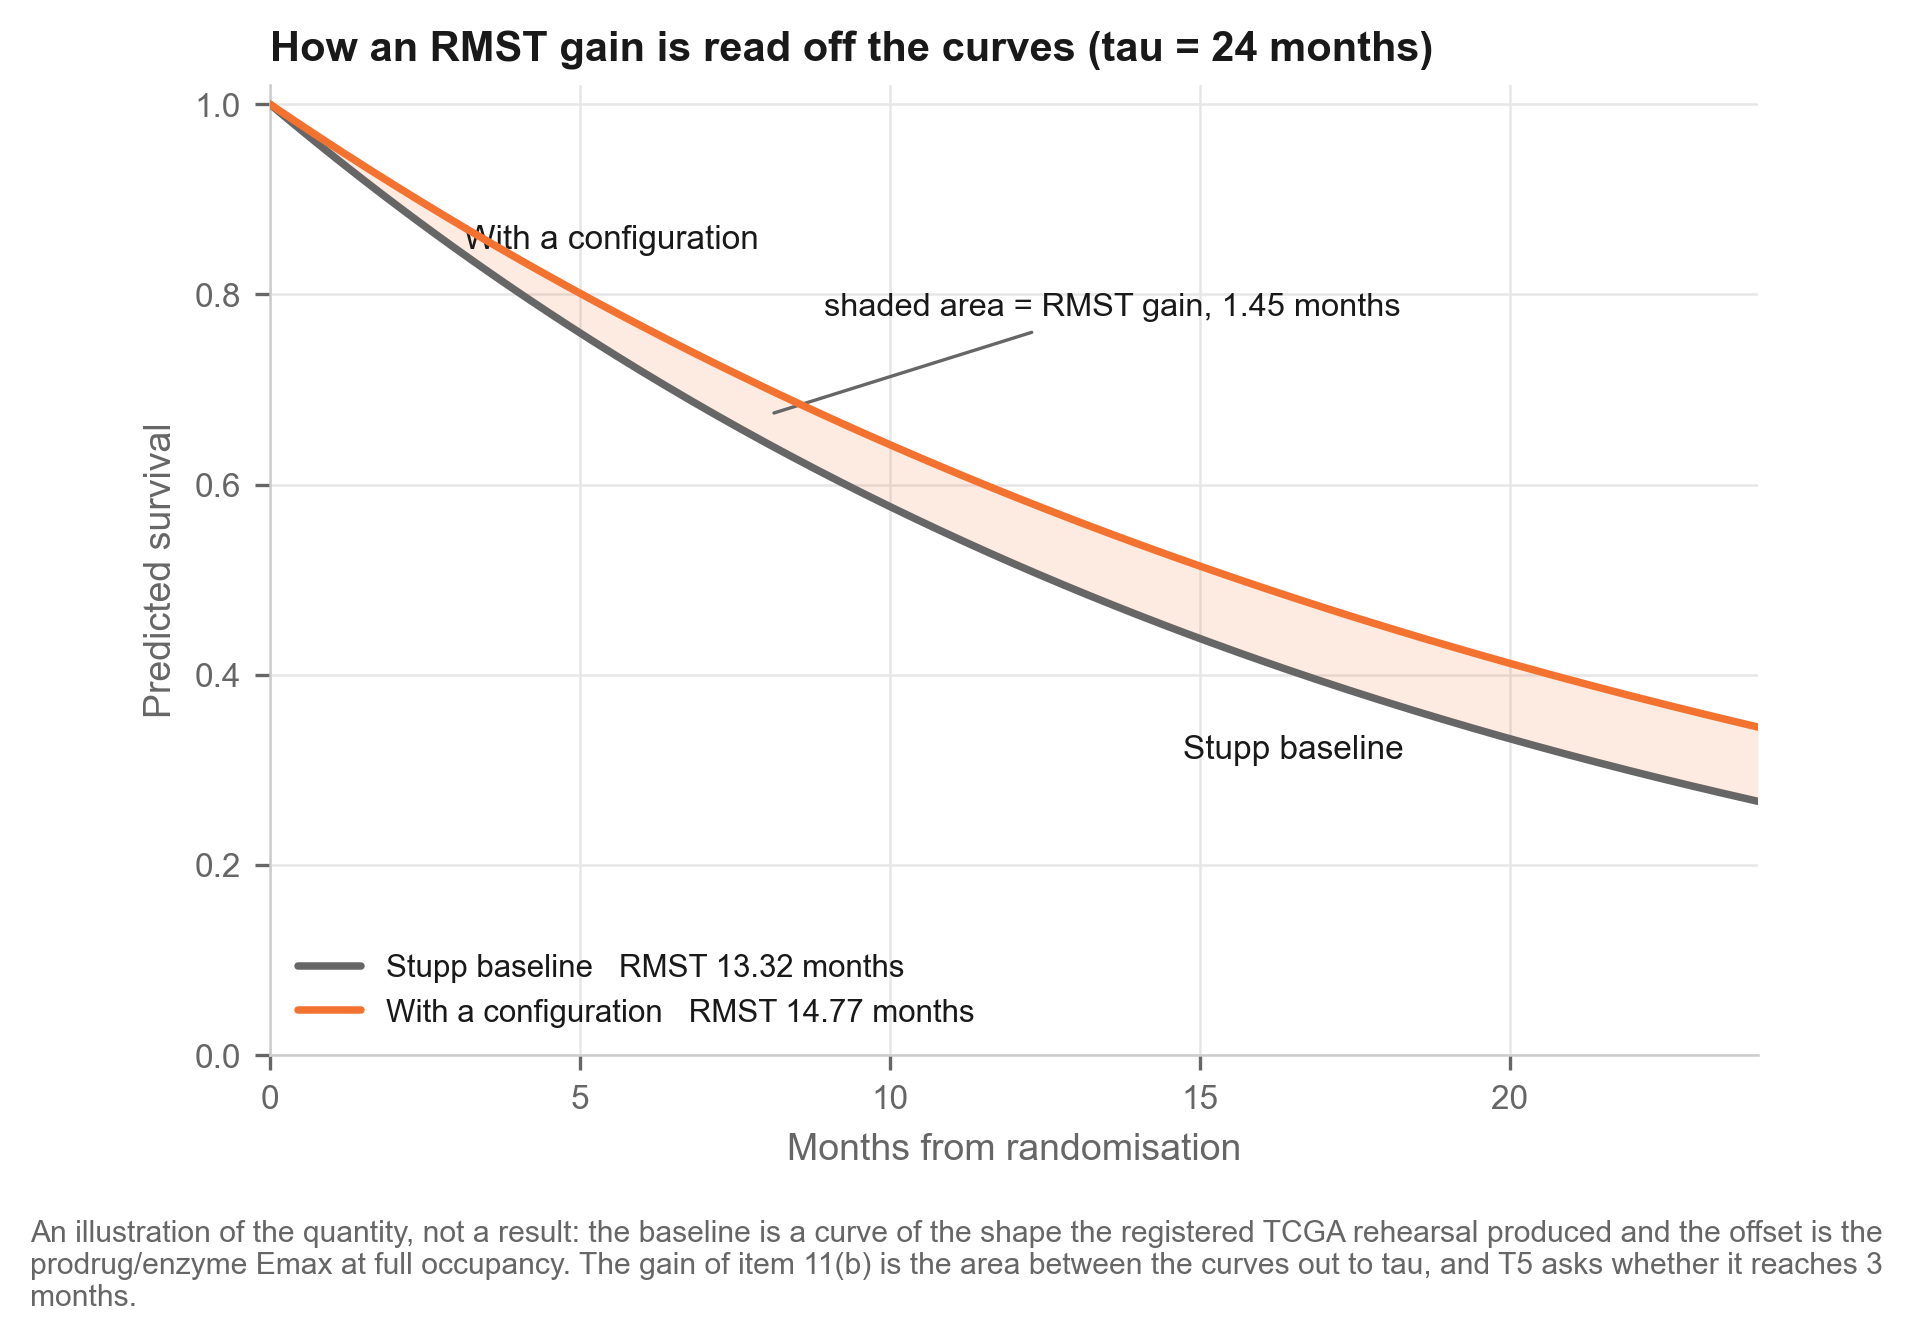 How an RMST gain is read off the curves (tau = 24 months)
1.0
0.8
0.6
0.4
0.2
0.0
Predicted survival
With a configuration
shaded area = RMST gain, 1.45 months
Stupp baseline
Stupp baseline RMST 13.32 months
With a configuration RMST 14.77 months
0 5 10 15 20
Months from randomisation
An illustration of the quantity, not a result: the baseline is a curve of the shape the registered TCGA rehearsal produced and the offset is the
prodrug/enzyme Emax at full occupancy. The gain of item 11(b) is the area between the curves out to tau, and T5 asks whether it reaches 3
months.